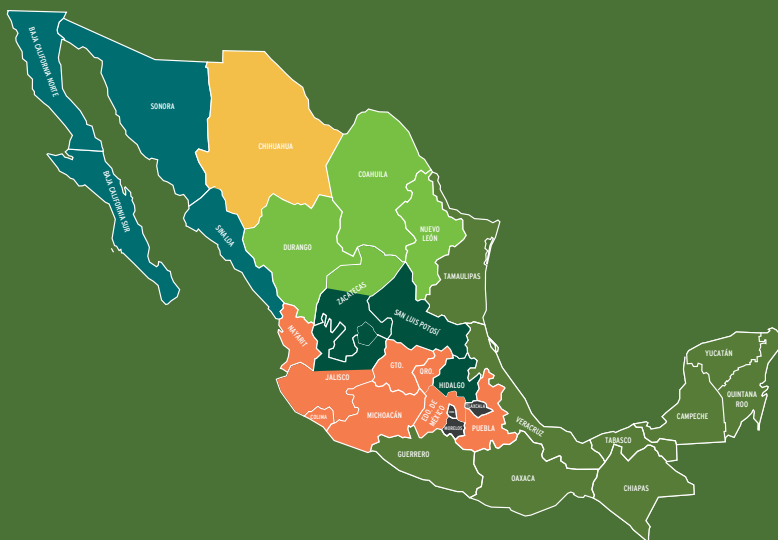 BAJA CALIFORNIA NORTE
SONORA
CHIHUAHUA
COAHUILA
BAJA CALIFORNIA SUR
SINALOA
NUEVO
LEÓN
DURANGO
TAMAULIPAS
ZACATECAS
SAN LUIS POTOSÍ
NAYARIT
YUCATÁN
GTO.
QRO.
JALISCO
HIDALGO
QUINTANA
ROO
TLAXCALA
EDO. DE
MÉXICO
COLIMA
MICHOACÁN
CAMPECHE
MORELOS
PUEBLA
VERACRUZ
TABASCO
GUERRERO
OAXACA
CHIAPAS